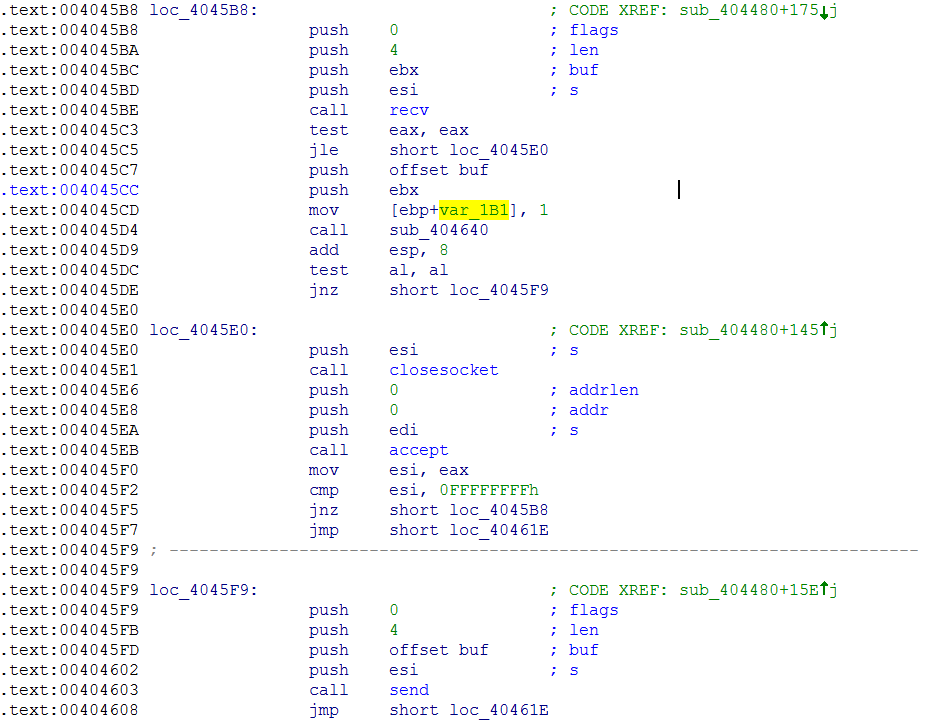 .text:004045B8 loc_4045B8: ; CODE XREF: sub_404480+175↓j
.text:004045B8 push 0 ; flags
.text:004045BA push 4 ; len
.text:004045BC push ebx ; buf
.text:004045BD push esi ; s
.text:004045BE call recv
.text:004045C3 test eax, eax
.text:004045C5 jle short loc_4045E0
.text:004045C7 push offset buf
.text:004045CC push ebx
.text:004045CD mov [ebp+var_1B1], 1
.text:004045D4 call sub_404640
.text:004045D9 add esp, 8
.text:004045DC test al, al
.text:004045DE jnz short loc_4045F9
.text:004045E0
.text:004045E0 loc_4045E0: ; CODE XREF: sub_404480+145↑j
.text:004045E0 push esi ; s
.text:004045E1 call closesocket
.text:004045E6 push 0 ; addrlen
.text:004045E8 push 0 ; addr
.text:004045EA push edi ; s
.text:004045EB call accept
.text:004045F0 mov esi, eax
.text:004045F2 cmp esi, 0FFFFFFFFh
.text:004045F5 jnz short loc_4045B8
.text:004045F7 jmp short loc_40461E
.text:004045F9 ; ---------------------------------------------------------------------------
.text:004045F9
.text:004045F9 loc_4045F9: ; CODE XREF: sub_404480+15E↑j
.text:004045F9 push 0 ; flags
.text:004045FB push 4 ; len
.text:004045FD push offset buf ; buf
.text:00404602 push esi ; s
.text:00404603 call send
.text:00404608 jmp short loc_40461E